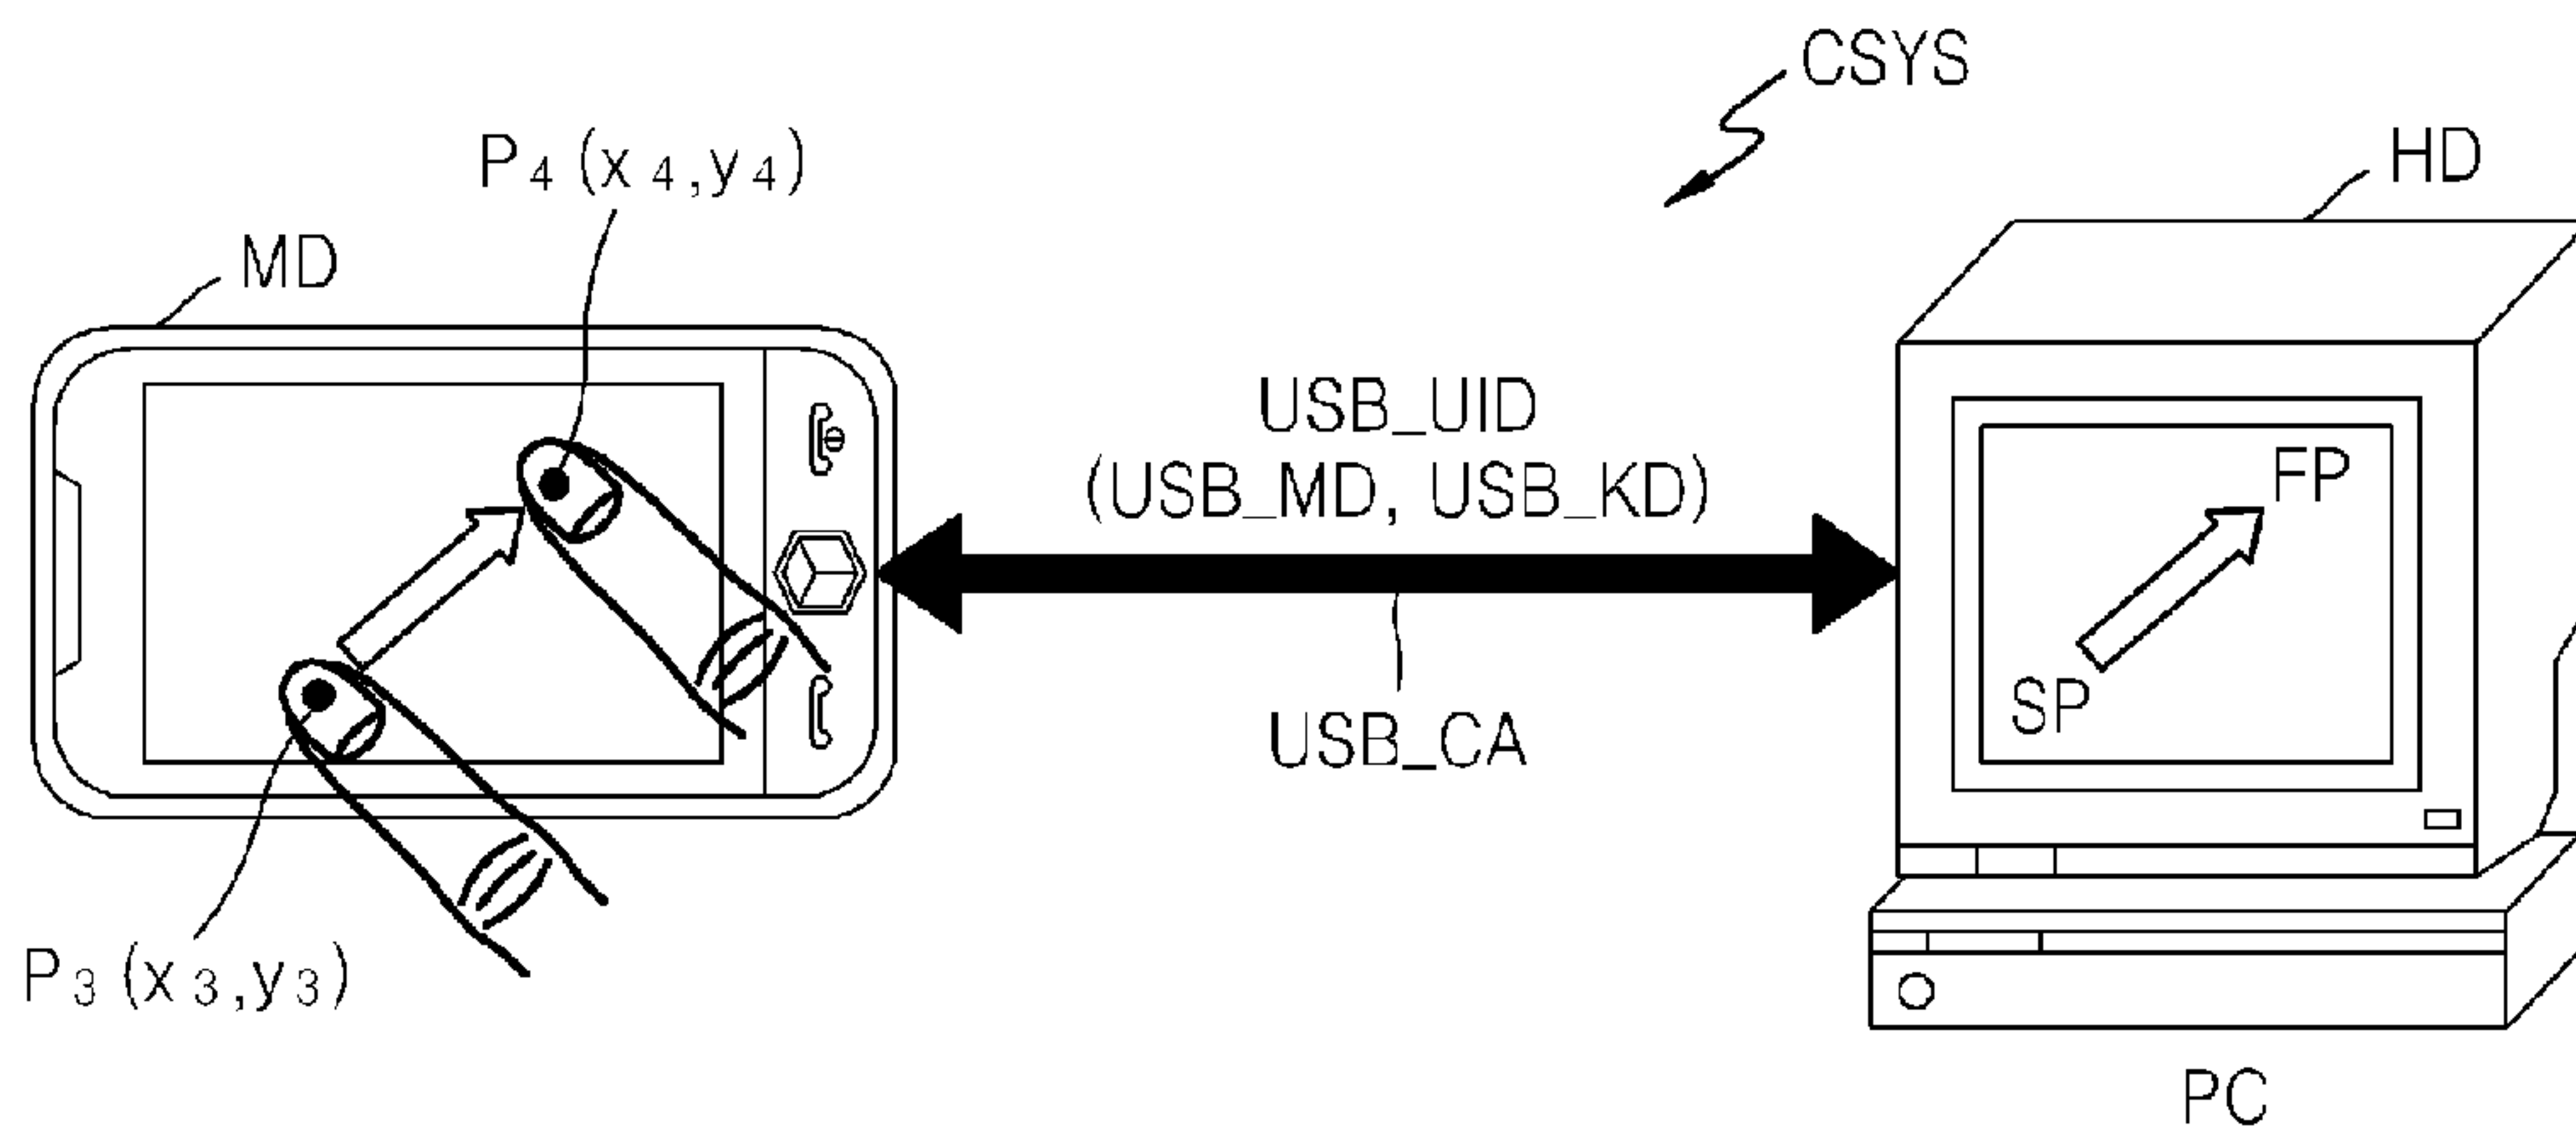 CSYS
P4 (x4,y4)
HD
MD
USB_UID
(USB_MD, USB_KD)
FP
SP
USB_CA
P3 (x3,y3)
PC